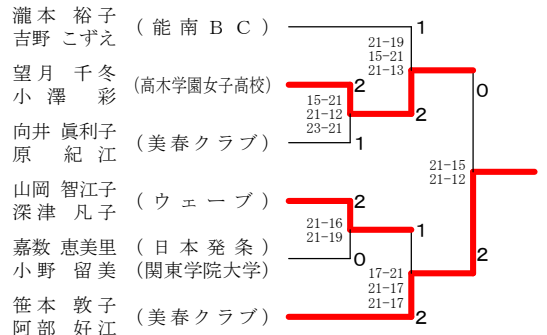 瀧本 裕子 (能南BC) 1
吉野 こずえ
21-19
15-21
21-13
望月 千冬 (高木学園女子高校) 2
小澤 彩
0
15-21
21-12
23-21
2
向井 眞利子 (美春クラブ) 1
原 紀江
21-15
21-12
山岡 智江子 (ウェーブ) 2
深津 凡子
21-16
21-19
1
嘉数 恵美里 (日本発条) 0
小野 留美 (関東学院大学)
2
17-21
21-17
21-17
笹本 敦子 (美春クラブ) 2
阿部 好江